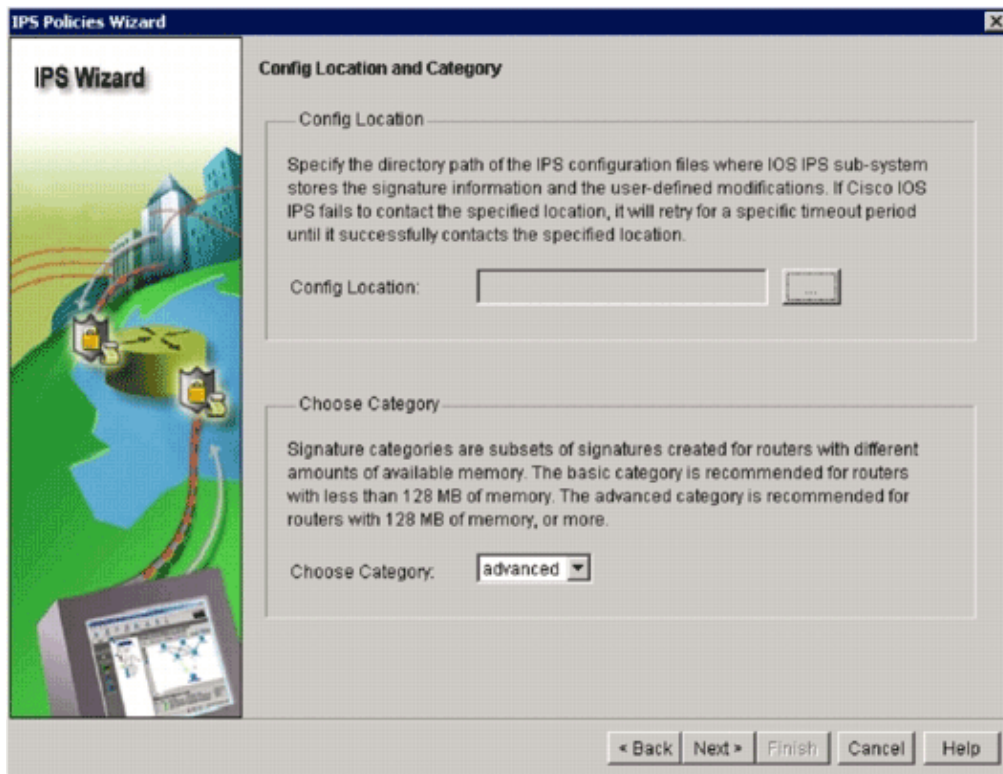 IPS Policies Wizard
IPS Wizard
Config Location and Category
Config Location
Specify the directory path of the IPS configuration files where IOS IPS sub-system
stores the signature information and the user-defined modifications. If Cisco IOS
IPS fails to contact the specified location, it will retry for a specific timeout period
until it successfully contacts the specified location.
Config Location:
...
Choose Category
Signature categories are subsets of signatures created for routers with different
amounts of available memory. The basic category is recommended for routers
with less than 128 MB of memory. The advanced category is recommended for
routers with 128 MB of memory, or more.
Choose Category:
advanced
< Back
Next >
Finish
Cancel
Help